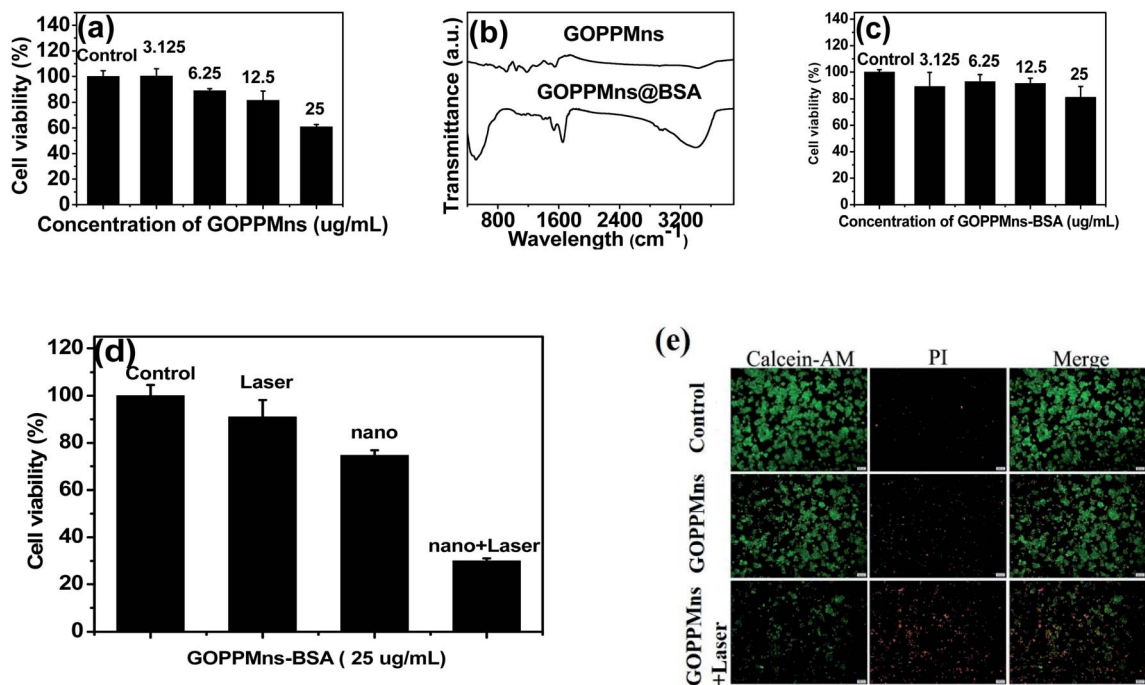 (a)
140
120
100
80
60
40
20
0
Cell viability (%)
Control
3.125
6.25
12.5
25
Concentration of GOPPMns (ug/mL)
(b)
GOPPMns
GOPPMns@BSA
Transmittance (a.u.)
800 1600 2400 3200
Wavelength (cm-1)
(c)
140
120
100
80
60
40
20
0
Cell viability (%)
Control 3.125 6.25 12.5 25
Concentration of GOPPMns-BSA (ug/mL)
(d)
120
100
80
60
40
20
0
Cell viability (%)
Control
Laser
nano
nano+Laser
GOPPMns-BSA ( 25 ug/mL)
(e)
Calcein-AM PI Merge
Control
GOPPMns
GOPPMns
+Laser